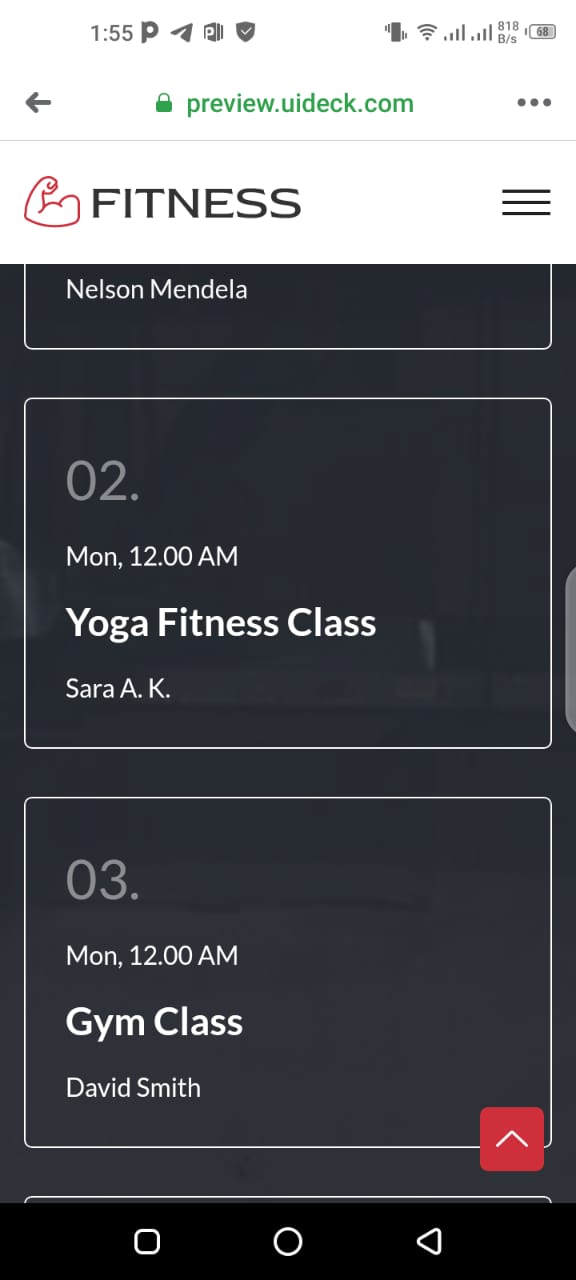 1:55
818
B/s
68
preview.uideck.com
FITNESS
Nelson Mendela
02.
Mon, 12.00 AM
Yoga Fitness Class
Sara A. K.
03.
Mon, 12.00 AM
Gym Class
David Smith